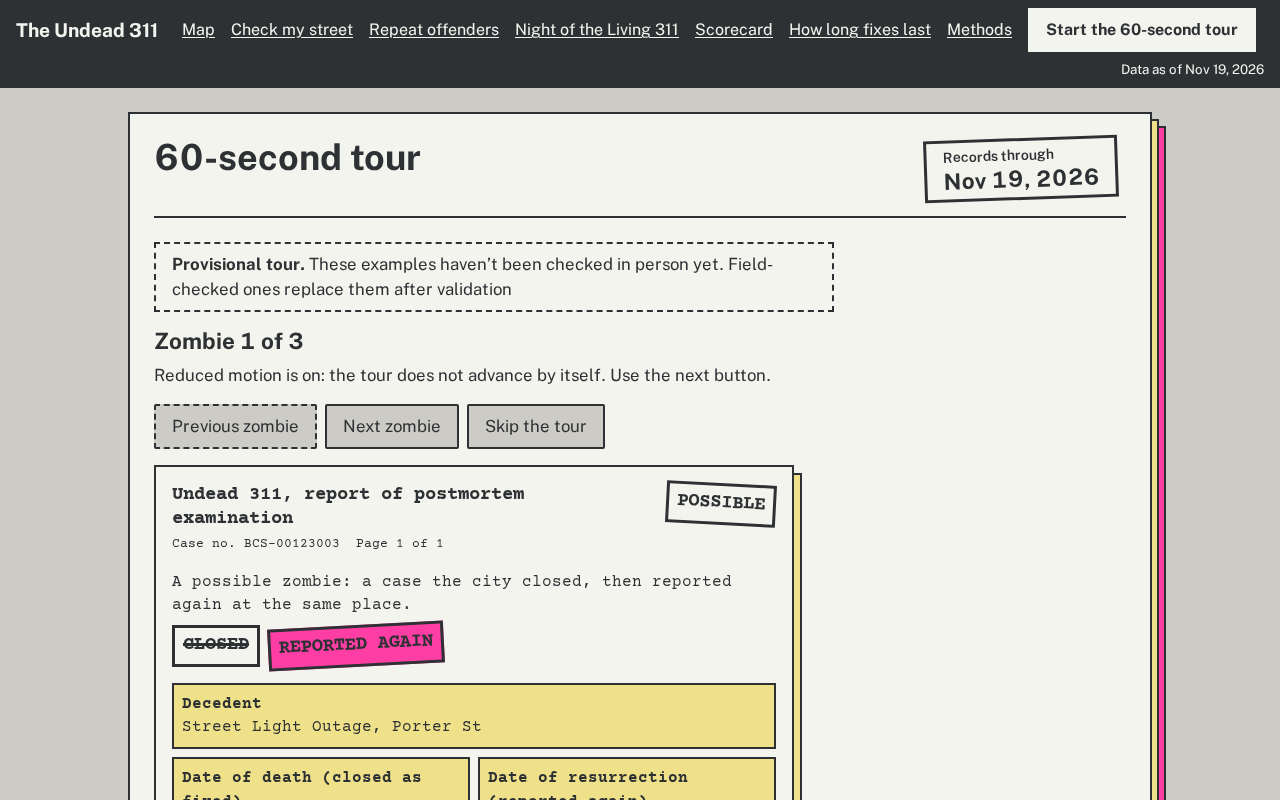 The Undead 311 Map Check my street Repeat offenders Night of the Living 311 Scorecard How long fixes last Methods Start the 60-second tour
Data as of Nov 19, 2026
60-second tour
Records through
Nov 19, 2026
Provisional tour. These examples haven’t been checked in person yet. Field-
checked ones replace them after validation
Zombie 1 of 3
Reduced motion is on: the tour does not advance by itself. Use the next button.
Previous zombie Next zombie Skip the tour
Undead 311, report of postmortem
examination
POSSIBLE
Case no. BCS-00123003 Page 1 of 1
A possible zombie: a case the city closed, then reported
again at the same place.
CLOSED REPORTED AGAIN
Decedent
Street Light Outage, Porter St
Date of death (closed as
fixed)
Date of resurrection
(reported again)